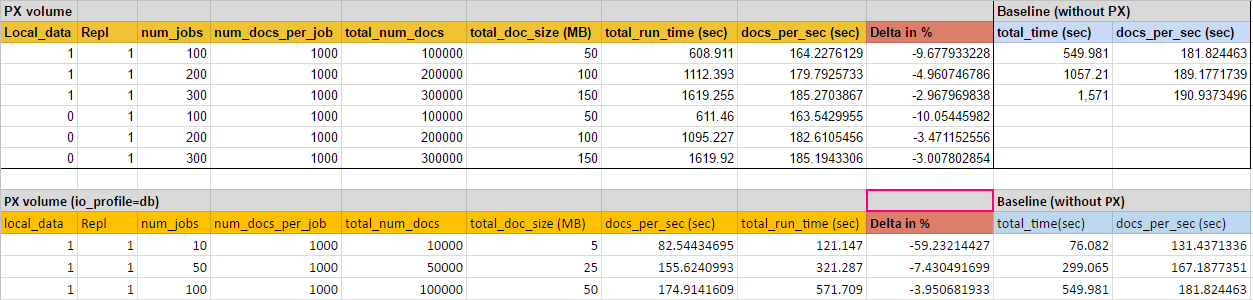 PX volume Baseline (without PX)
Local_data Repl num_jobs num_docs_per_job total_num_docs total_doc_size (MB) total_run_time (sec) docs_per_sec (sec) Delta in % total_time (sec) docs_per_sec (sec)
1 1 100 1000 100000 50 608.911 164.2276129 -9.677933228 549.981 181.824463
1 1 200 1000 200000 100 1112.393 179.7925733 -4.960746786 1057.21 189.1771739
1 1 300 1000 300000 150 1619.255 185.2703867 -2.967969838 1,571 190.9373496
0 1 100 1000 100000 50 611.46 163.5429955 -10.05445982
0 1 200 1000 200000 100 1095.227 182.6105456 -3.471152556
0 1 300 1000 300000 150 1619.92 185.1943306 -3.007802854
PX volume (io_profile=db) Baseline (without PX)
local_data Repl num_jobs num_docs_per_job total_num_docs total_doc_size (MB) docs_per_sec (sec) total_run_time (sec) Delta in % total_time(sec) docs_per_sec (sec)
1 1 10 1000 10000 5 82.54434695 121.147 -59.23214427 76.082 131.4371336
1 1 50 1000 50000 25 155.6240993 321.287 -7.430491699 299.065 167.1877351
1 1 100 1000 100000 50 174.9141609 571.709 -3.950681933 549.981 181.824463